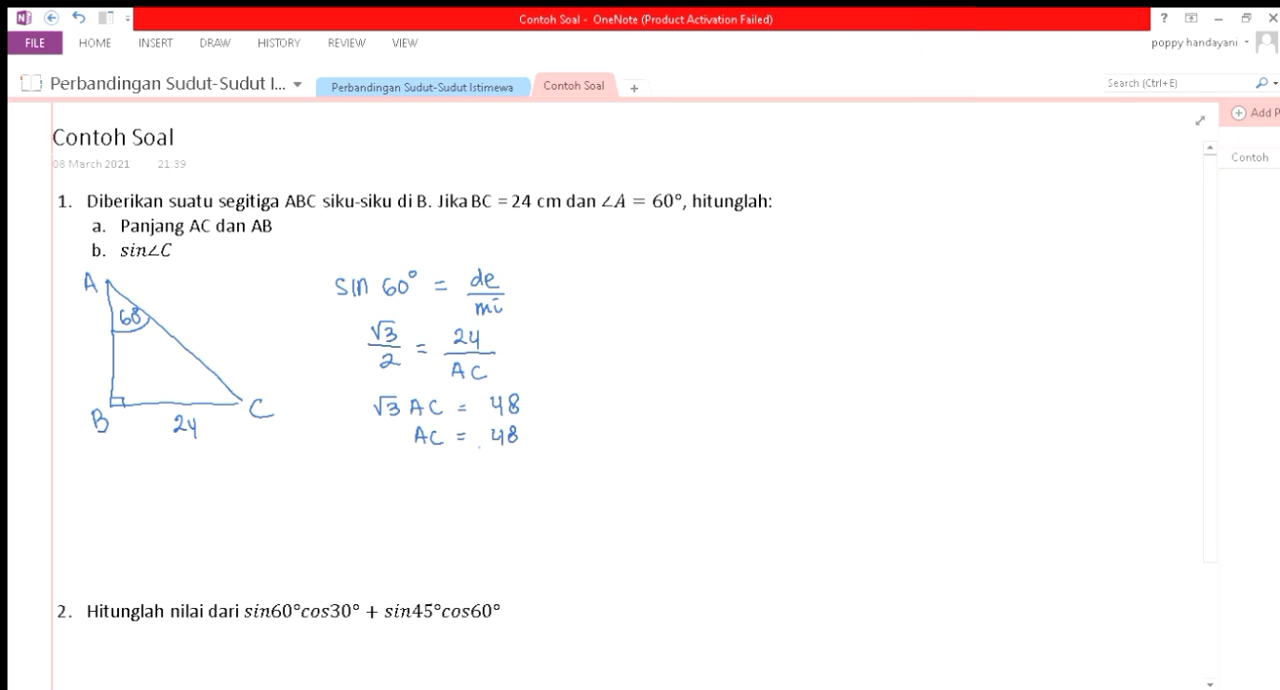 Contoh Soal - OneNote (Product Activation Failed)
FILE HOME INSERT DRAW HISTORY REVIEW VIEW
poppy handayani
Perbandingan Sudut-Sudut I...
Perbandingan Sudut-Sudut Istimewa
Contoh Soal
Search (Ctrl+E)
Add P
Contoh Soal
08 March 2021 21:39
Contoh
1. Diberikan suatu segitiga ABC siku-siku di B. Jika BC = 24 cm dan ∠A = 60°, hitunglah:
a. Panjang AC dan AB
b. sin∠C
A
60°
B
24
C
sin 60° = de/mi
√3/2 = 24/AC
√3 AC = 48
AC = 48
2. Hitunglah nilai dari sin60°cos30° + sin45°cos60°